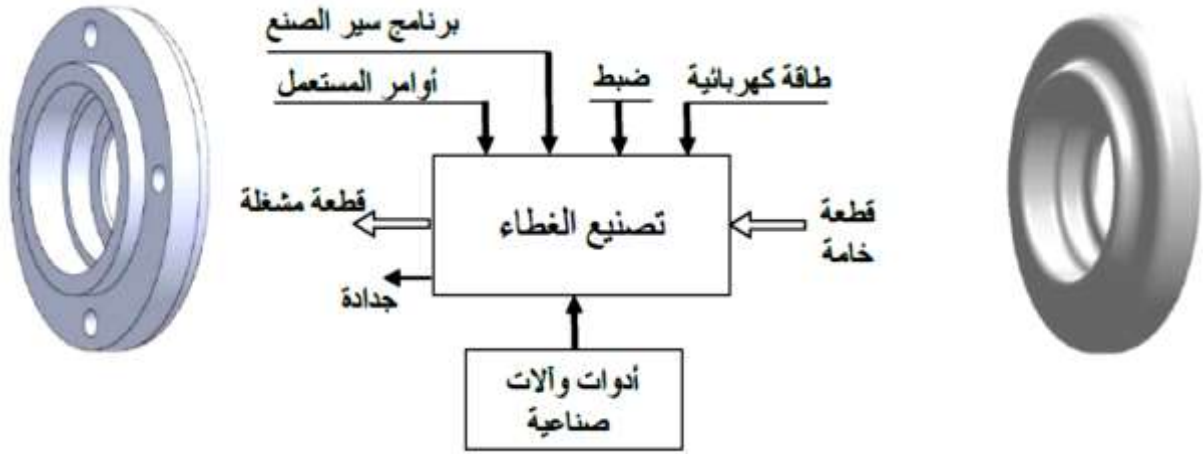 برنامج سير الصنع
أوامر المستعمل
ضبط
طاقة كهربائية
قطعة
خامة
تصنيع الغطاء
قطعة مشغلة
جدادة
أدوات وآلات
صناعية